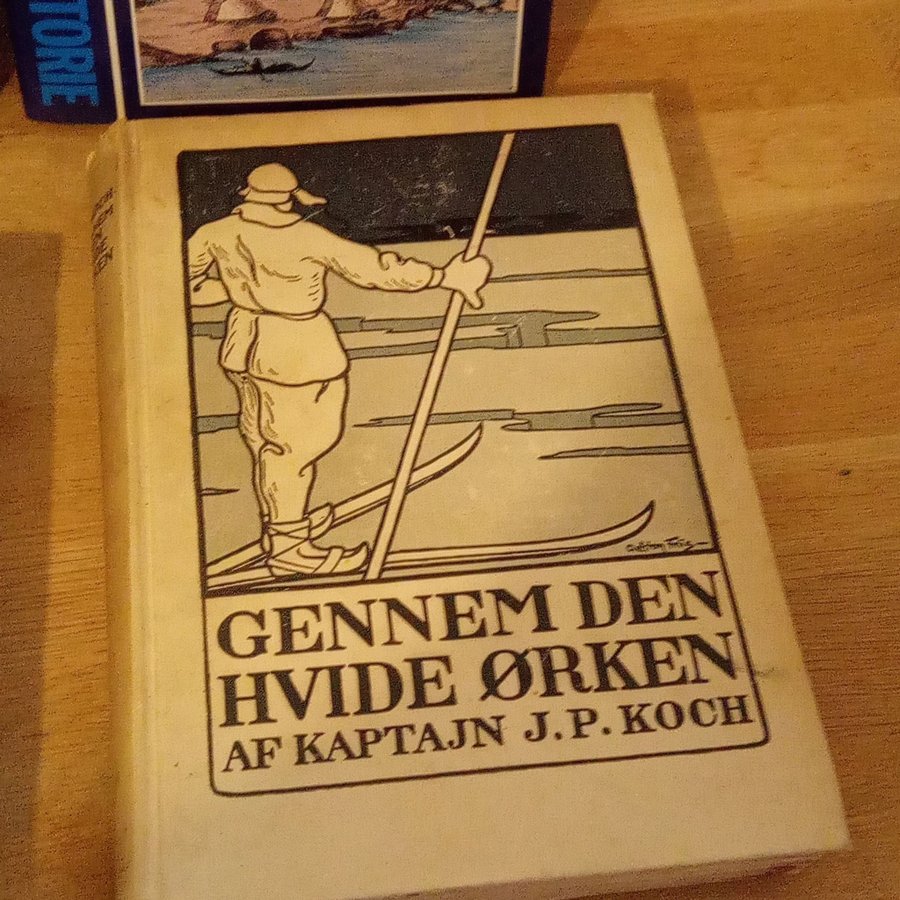 TORIE
GENNEM DEN
HVIDE ØRKEN
AF KAPTAJN J.P. KOCH